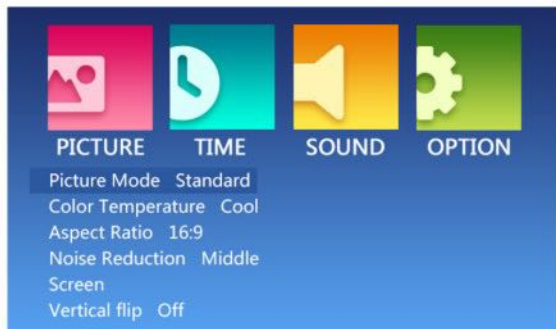 PICTURE TIME SOUND OPTION
Picture Mode Standard
Color Temperature Cool
Aspect Ratio 16:9
Noise Reduction Middle
Screen
Vertical flip Off